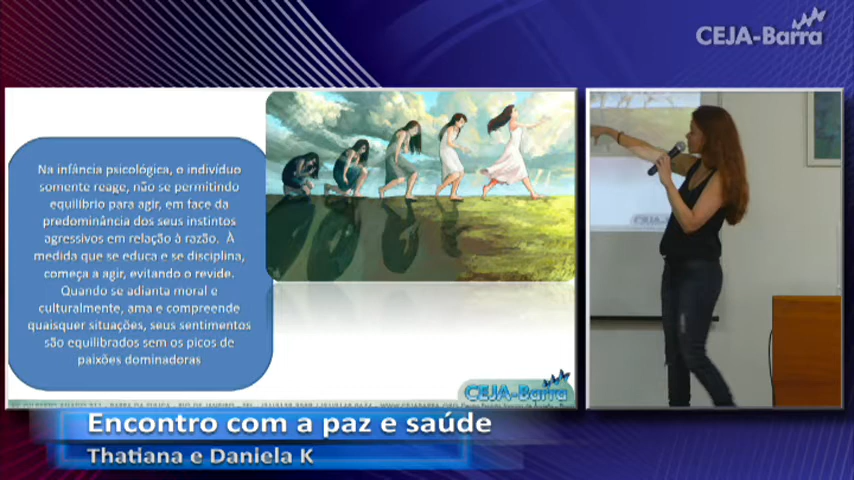 CEJA-Barra
Na infância psicológica, o indivíduo
somente reage, não se permitindo
equilíbrio para agir, em face da
predominância dos seus instintos
agressivos em relação à razão. À
medida que se educa e se disciplina,
começa a agir, evitando o revide.
Quando se adianta moral e
culturalmente, ama e compreende
quaisquer situações, seus sentimentos
são equilibrados sem os picos de
paixões dominadoras
CEJA-Barra
CEJA-Barra
Encontro com a paz e saúde
Thatiana e Daniela K